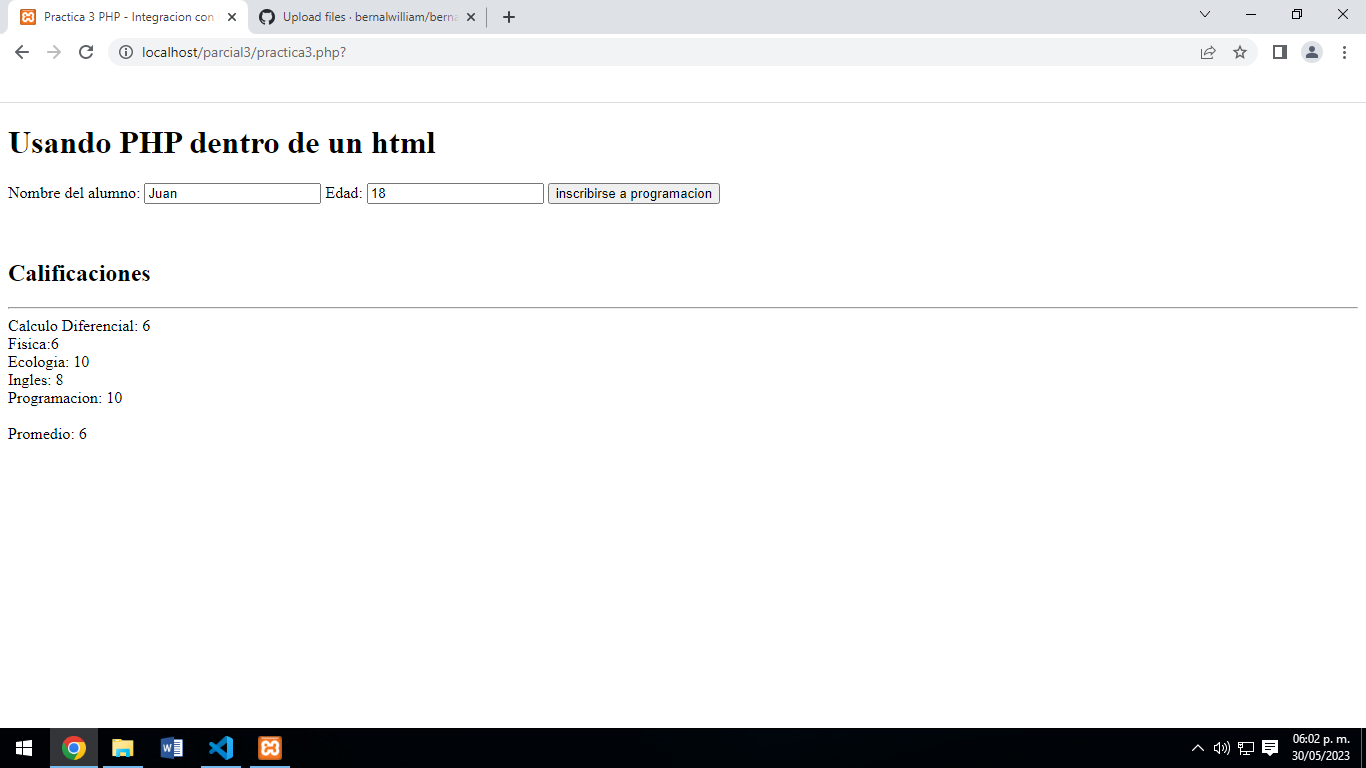 Practica 3 PHP - Integracion con
Upload files · bernalwilliam/berna
localhost/parcial3/practica3.php?
Usando PHP dentro de un html
Nombre del alumno: Juan Edad: 18 inscribirse a programacion
Calificaciones
Calculo Diferencial: 6
Fisica:6
Ecologia: 10
Ingles: 8
Programacion: 10
Promedio: 6
06:02 p. m.
30/05/2023